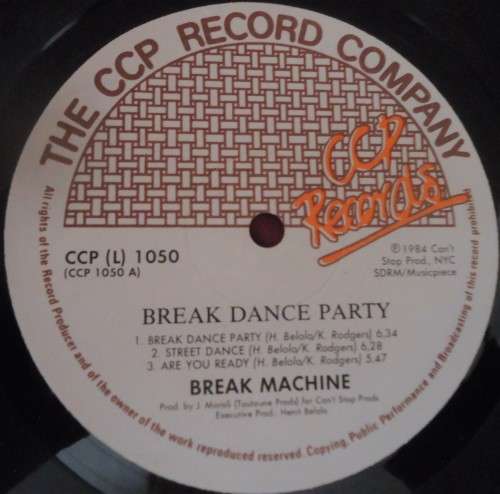 THE CCP RECORD COMPANY
CCP
Records
CCP (L) 1050
(CCP 1050 A)
℗ 1984 Can't
Stop Prod., NYC
SDRM/Musicpiece
BREAK DANCE PARTY
1. BREAK DANCE PARTY (H. Belolo/K. Rodgers) 6,34
2. STREET DANCE (H. Belolo/K. Rodgers) 6.28
3. ARE YOU READY (H. Belolo/K. Rodgers) 5.47
BREAK MACHINE
Prod. by J. Morali (Toutoune Prods) for Can't Stop Prods
Executive Prod.: Henri Belolo
All rights of the Record Producer and of the owner of the work reproduced reserved. Copying, Public Performance and Broadcasting of this record prohibited